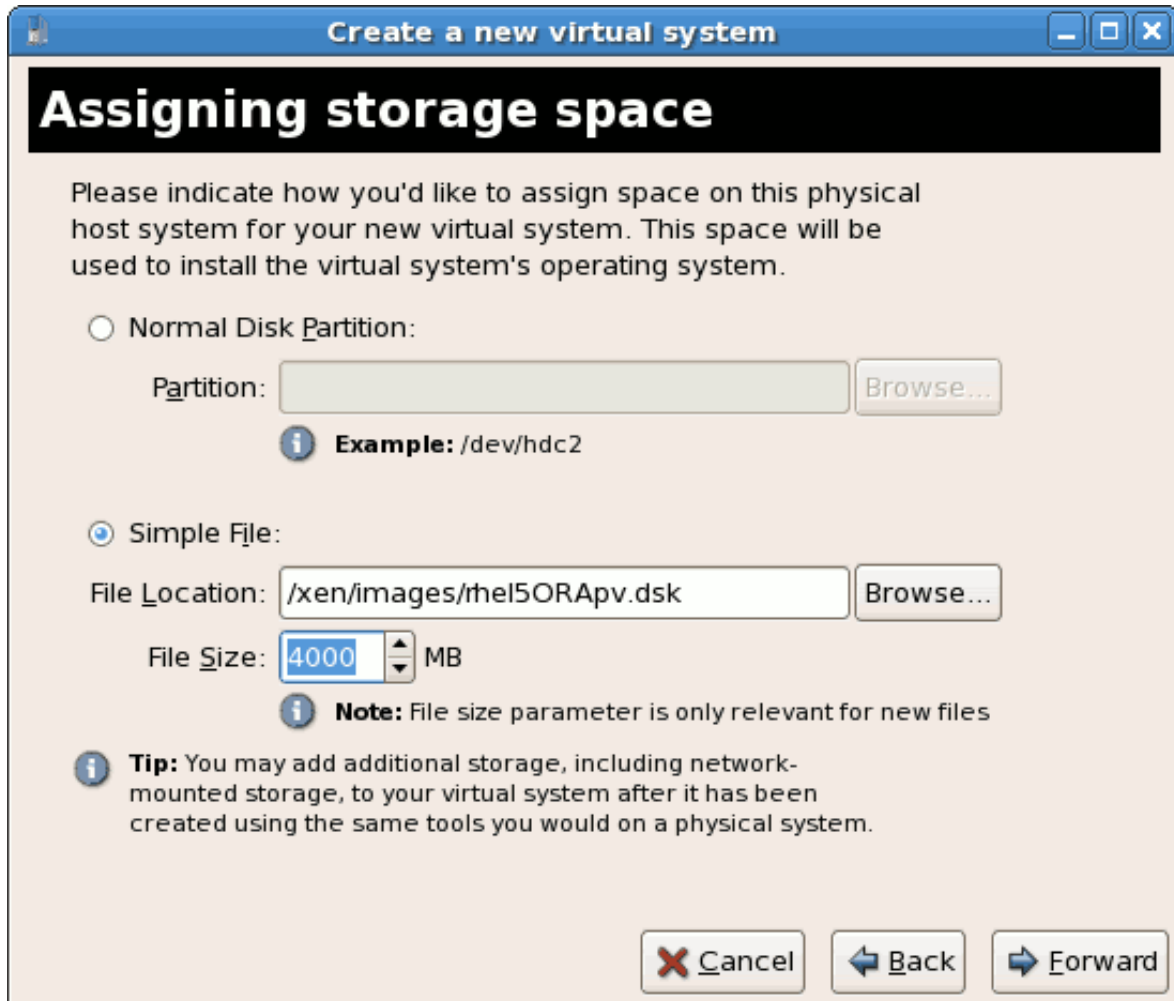 Create a new virtual system
Assigning storage space
Please indicate how you'd like to assign space on this physical
host system for your new virtual system. This space will be
used to install the virtual system's operating system.
Normal Disk Partition:
Partition: Browse...
Example: /dev/hdc2
Simple File:
File Location: /xen/images/rhel5ORApv.dsk Browse...
File Size: 4000 MB
Note: File size parameter is only relevant for new files
Tip: You may add additional storage, including network-
mounted storage, to your virtual system after it has been
created using the same tools you would on a physical system.
Cancel Back Forward